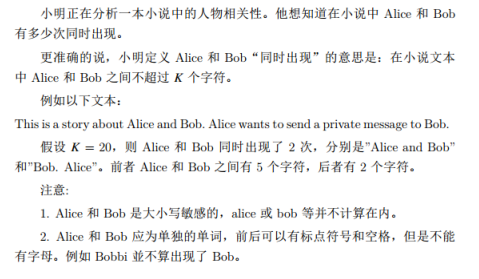 小明正在分析一本小说中的人物相关性。他想知道在小说中 Alice 和 Bob
有多少次同时出现。
更准确的说，小明定义 Alice 和 Bob“同时出现”的意思是：在小说文本
中 Alice 和 Bob 之间不超过 K 个字符。
例如以下文本：
This is a story about Alice and Bob. Alice wants to send a private message to Bob.
假设 K = 20，则 Alice 和 Bob 同时出现了 2 次，分别是”Alice and Bob”
和”Bob. Alice”。前者 Alice 和 Bob 之间有 5 个字符，后者有 2 个字符。
注意:
1. Alice 和 Bob 是大小写敏感的，alice 或 bob 等并不计算在内。
2. Alice 和 Bob 应为单独的单词，前后可以有标点符号和空格，但是不能
有字母。例如 Bobbi 並不算出现了 Bob。